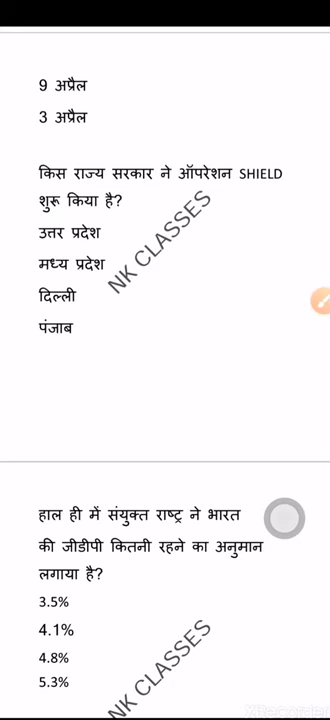 9 अप्रैल
3 अप्रैल
किस राज्य सरकार ने ऑपरेशन SHIELD
शुरू किया है?
उत्तर प्रदेश
मध्य प्रदेश
दिल्ली
पंजाब
NK CLASSES
हाल ही में संयुक्त राष्ट्र ने भारत
की जीडीपी कितनी रहने का अनुमान
लगाया है?
3.5%
4.1%
4.8%
5.3%
NK CLASSES